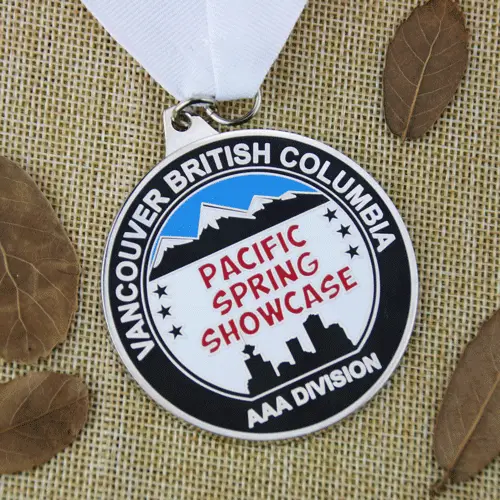 VANCOUVER BRITISH COLUMBIA
PACIFIC
SPRING
SHOWCASE
AAA DIVISION